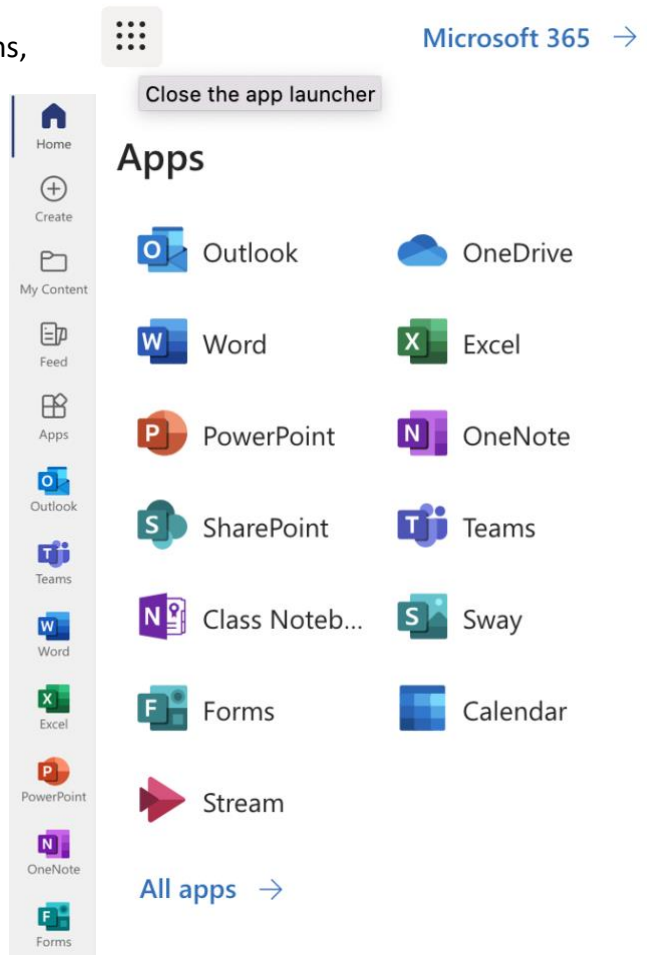 ns,
Microsoft 365 →
Close the app launcher
Home
Create
My Content
Feed
Apps
Outlook
Teams
Word
Excel
PowerPoint
OneNote
Forms
Apps
Outlook OneDrive
Word Excel
PowerPoint OneNote
SharePoint Teams
Class Noteb... Sway
Forms Calendar
Stream
All apps →